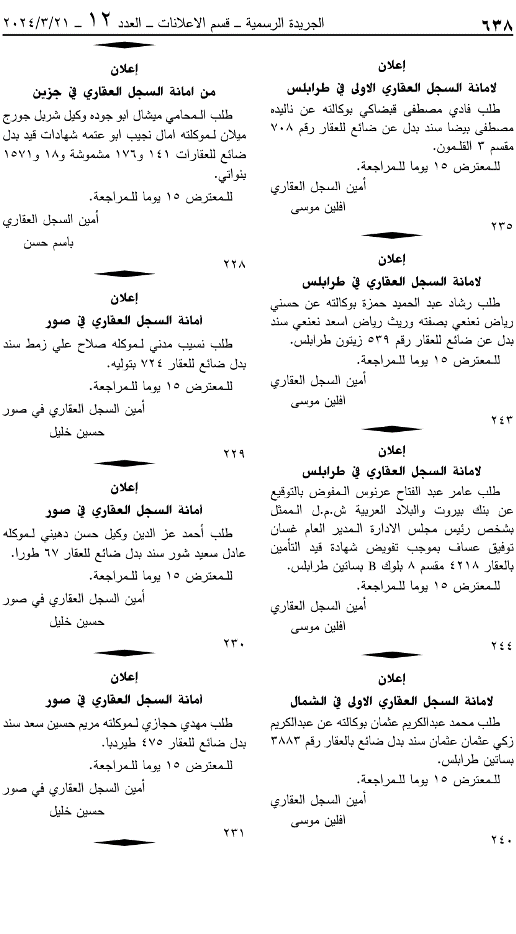 ٦٣٨
الجريدة الرسمية – قسم الاعلانات – العدد ١٢ – ٢٠٢٤/٣/٢١
إعلان
لامانة السجل العقاري الاولى في طرابلس
طلب فادي مصطفى قبضاكي بوكالته عن ناليده
مصطفى بيضا سند بدل عن ضائع للعقار رقم ٧٠٨
مقسم ٣ القلمون.
للمعترض ١٥ يوما للمراجعة.
أمين السجل العقاري
افلين موسى
٢٣٥
إعلان
لامانة السجل العقاري في طرابلس
طلب رشاد عبد الحميد حمزة بوكالته عن حسني
رياض نعنعي بصفته وريث رياض اسعد نعنعي سند
بدل عن ضائع للعقار رقم ٥٣٩ زيتون طرابلس.
للمعترض ١٥ يوما للمراجعة.
أمين السجل العقاري
افلين موسى
٢٤٣
إعلان
لامانة السجل العقاري في طرابلس
طلب عامر عبد الفتاح عرنوس المفوض بالتوقيع
عن بنك بيروت والبلاد العربية ش.م.ل الممثل
بشخص رئيس مجلس الادارة المدير العام غسان
توفيق عساف بموجب تفويض شهادة قيد التأمين
بالعقار ٤٢١٨ مقسم ٨ بلوك B بساتين طرابلس.
للمعترض ١٥ يوما للمراجعة.
أمين السجل العقاري
افلين موسى
٢٤٤
إعلان
لامانة السجل العقاري الاولى في الشمال
طلب محمد عبدالكريم عثمان بوكالته عن عبدالكريم
زكي عثمان عثمان سند بدل ضائع بالعقار رقم ٣٨٨٣
بساتين طرابلس.
للمعترض ١٥ يوما للمراجعة.
أمين السجل العقاري
افلين موسى
٢٤٠
إعلان
من امانة السجل العقاري في جزين
طلب المحامي ميشال ابو جوده وكيل شربل جورج
ميلان لموكلته امال نجيب ابو عتمه شهادات قيد بدل
ضائع للعقارات ١٤١ و١٧٦ مشموشة و١٨ و١٥٧١
بنواتي.
للمعترض ١٥ يوما للمراجعة.
أمين السجل العقاري
باسم حسن
٢٢٨
إعلان
أمانة السجل العقاري في صور
طلب نسيب مدني لموكله صلاح علي زمط سند
بدل ضائع للعقار ٧٢٤ بتوليه.
للمعترض ١٥ يوما للمراجعة.
أمين السجل العقاري في صور
حسين خليل
٢٢٩
إعلان
أمانة السجل العقاري في صور
طلب أحمد عز الدين وكيل حسن دهيني لموكله
عادل سعيد شور سند بدل ضائع للعقار ٦٧ طورا.
للمعترض ١٥ يوما للمراجعة.
أمين السجل العقاري في صور
حسين خليل
٢٣٠
إعلان
أمانة السجل العقاري في صور
طلب مهدي حجازي لموكلته مريم حسين سعد سند
بدل ضائع للعقار ٤٧٥ طيردبا.
للمعترض ١٥ يوما للمراجعة.
أمين السجل العقاري في صور
حسين خليل
٢٣١